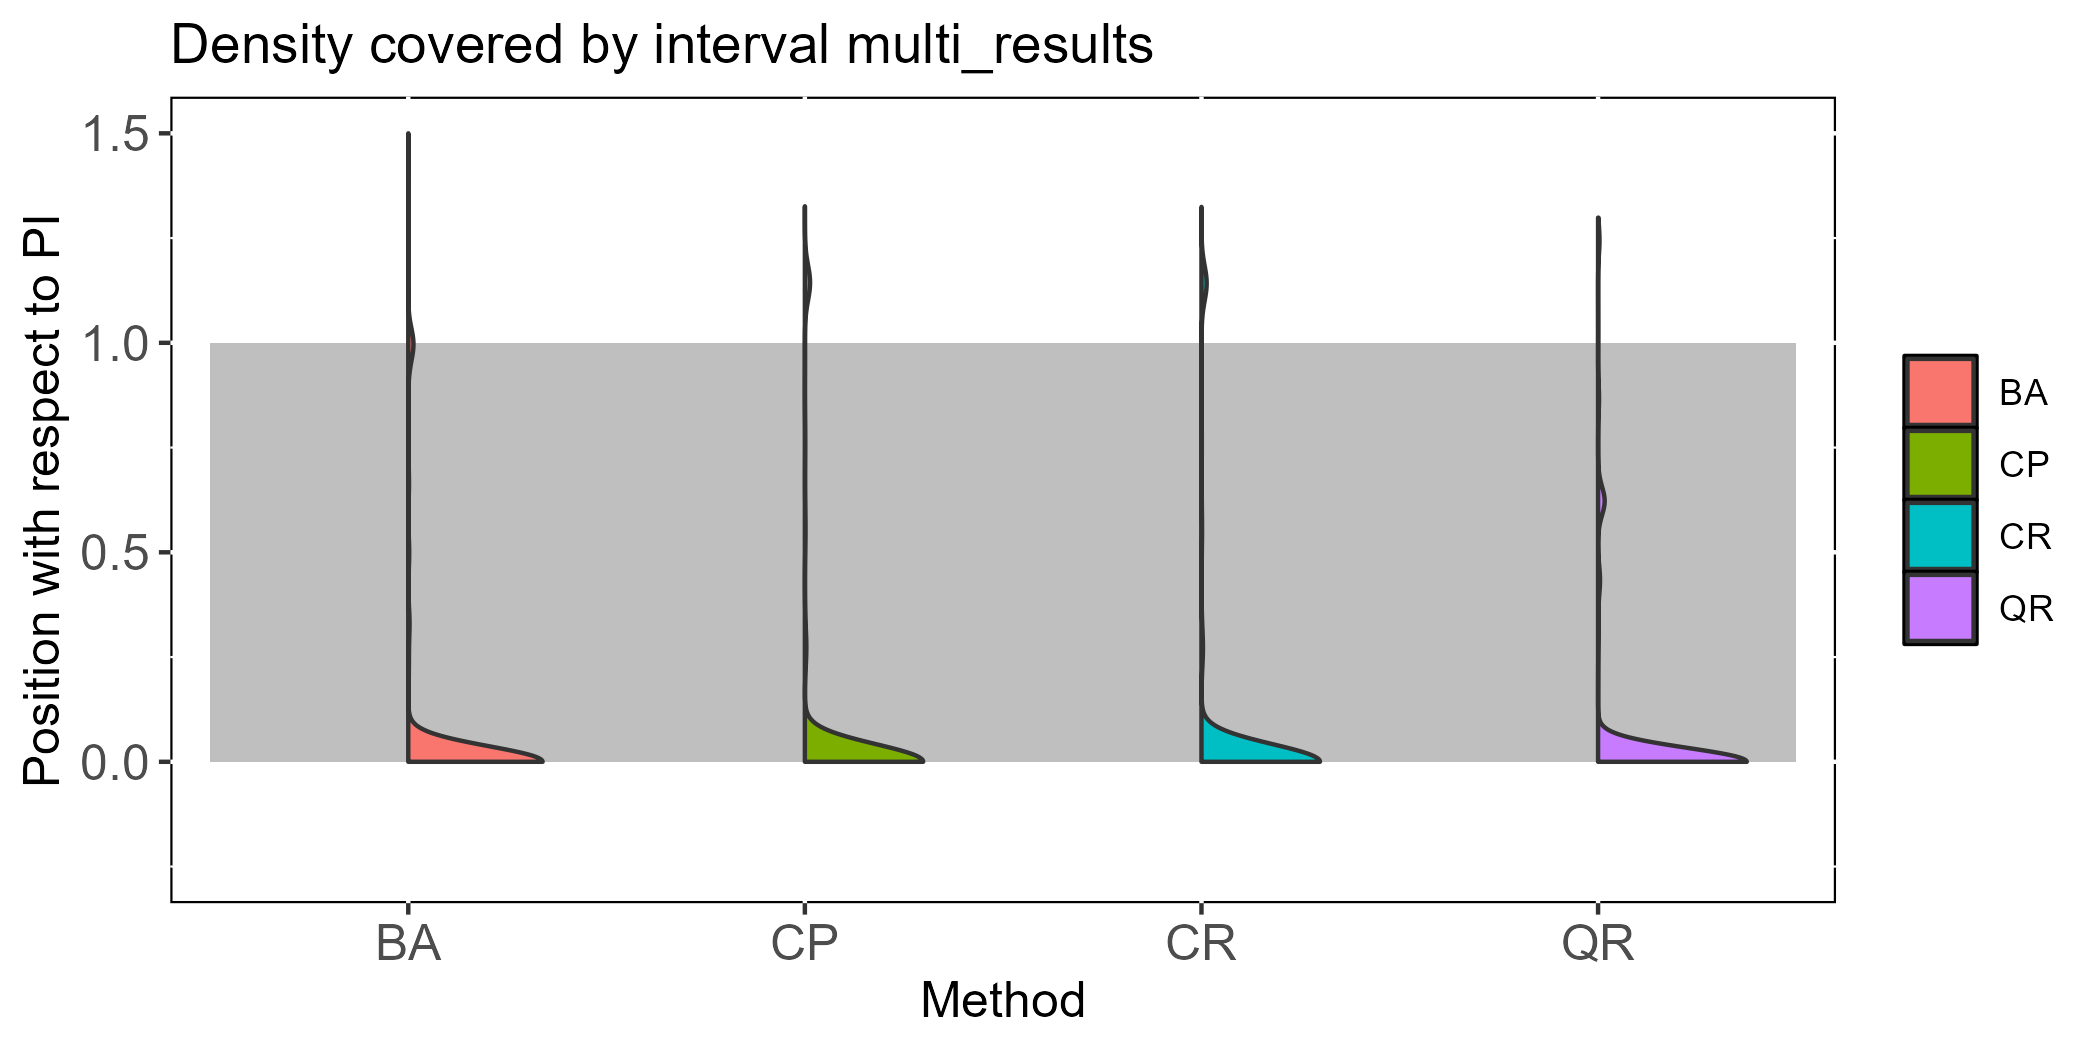 Density covered by interval multi_results
Position with respect to PI
1.5
1.0
0.5
0.0
BA
CP
CR
QR
Method
BA
CP
CR
QR